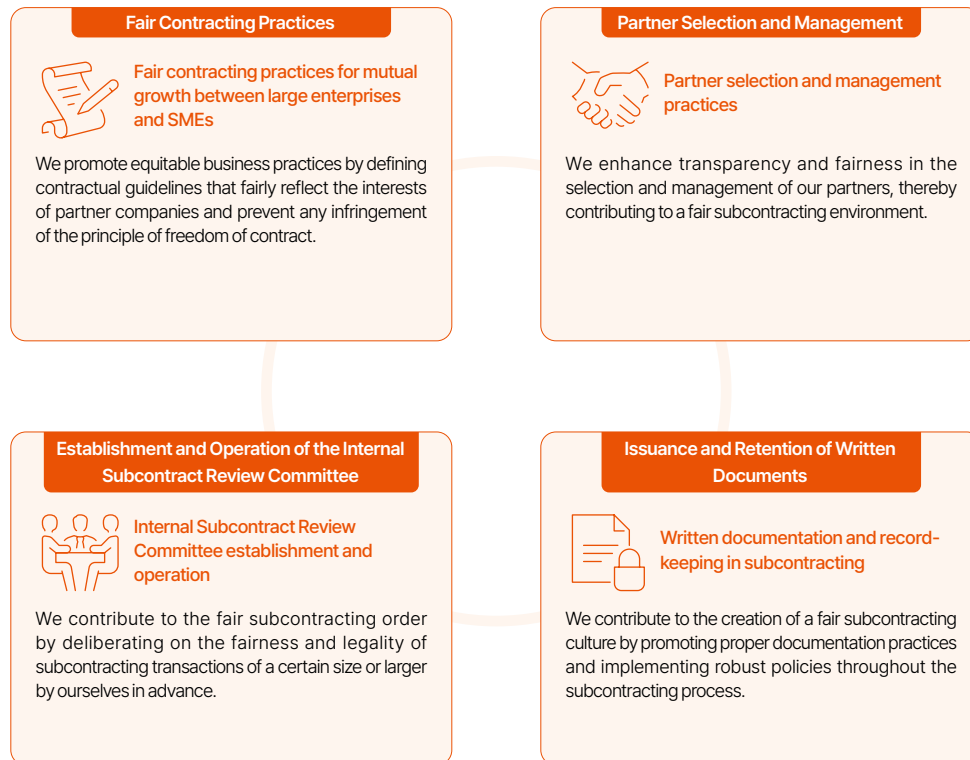 Fair Contracting Practices
Fair contracting practices for mutual
growth between large enterprises
and SMEs
We promote equitable business practices by defining
contractual guidelines that fairly reflect the interests
of partner companies and prevent any infringement
of the principle of freedom of contract.
Partner Selection and Management
Partner selection and management
practices
We enhance transparency and fairness in the
selection and management of our partners, thereby
contributing to a fair subcontracting environment.
Establishment and Operation of the Internal
Subcontract Review Committee
Internal Subcontract Review
Committee establishment and
operation
We contribute to the fair subcontracting order
by deliberating on the fairness and legality of
subcontracting transactions of a certain size or larger
by ourselves in advance.
Issuance and Retention of Written
Documents
Written documentation and record-
keeping in subcontracting
We contribute to the creation of a fair subcontracting
culture by promoting proper documentation practices
and implementing robust policies throughout the
subcontracting process.